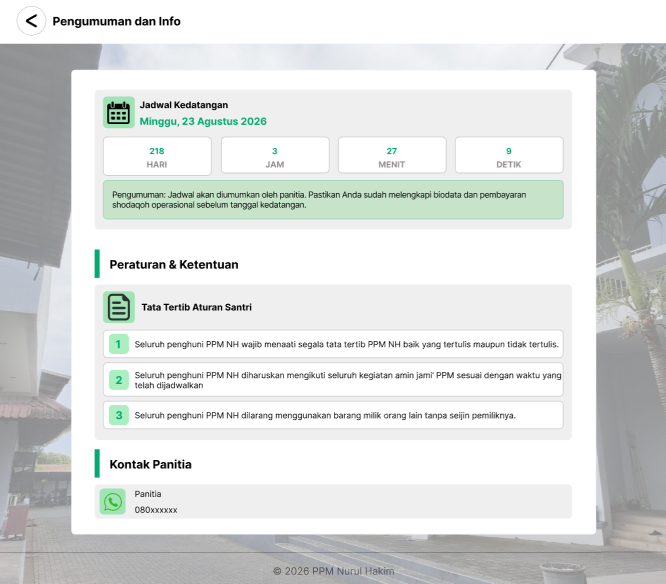 Pengumuman dan Info
Jadwal Kedatangan
Minggu, 23 Agustus 2026
218
HARI
3
JAM
27
MENIT
9
DETIK
Pengumuman: Jadwal akan diumumkan oleh panitia. Pastikan Anda sudah melengkapi biodata dan pembayaran
shodaqoh operasional sebelum tanggal kedatangan.
Peraturan & Ketentuan
Tata Tertib Aturan Santri
1 Seluruh penghuni PPM NH wajib menaati segala tata tertib PPM NH baik yang tertulis maupun tidak tertulis.
2 Seluruh penghuni PPM NH diharuskan mengikuti seluruh kegiatan amin jami' PPM sesuai dengan waktu yang
telah dijadwalkan
3 Seluruh penghuni PPM NH dilarang menggunakan barang milik orang lain tanpa seijin pemiliknya.
Kontak Panitia
Panitia
080xxxxxx
© 2026 PPM Nurul Hakim